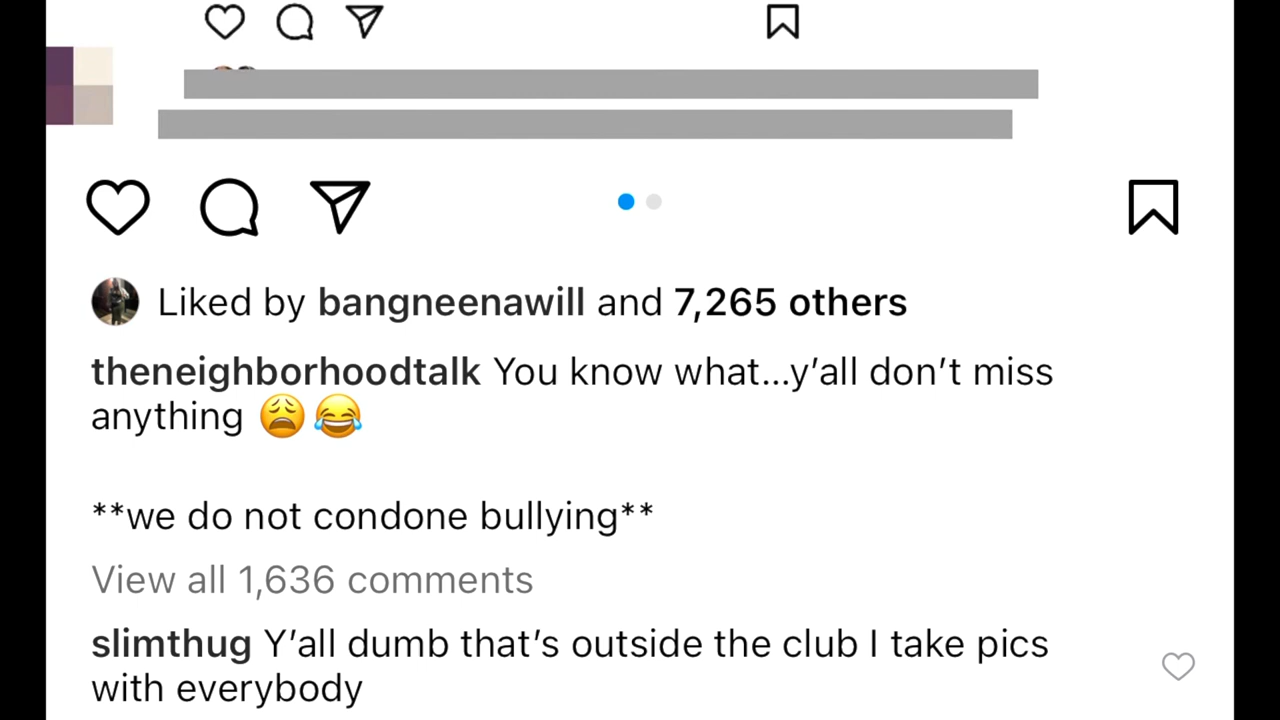 Liked by bangneenawill and 7,265 others
theneighborhoodtalk You know what...y’all don’t miss
anything 😩😂
**we do not condone bullying**
View all 1,636 comments
slimthug Y’all dumb that’s outside the club I take pics
with everybody